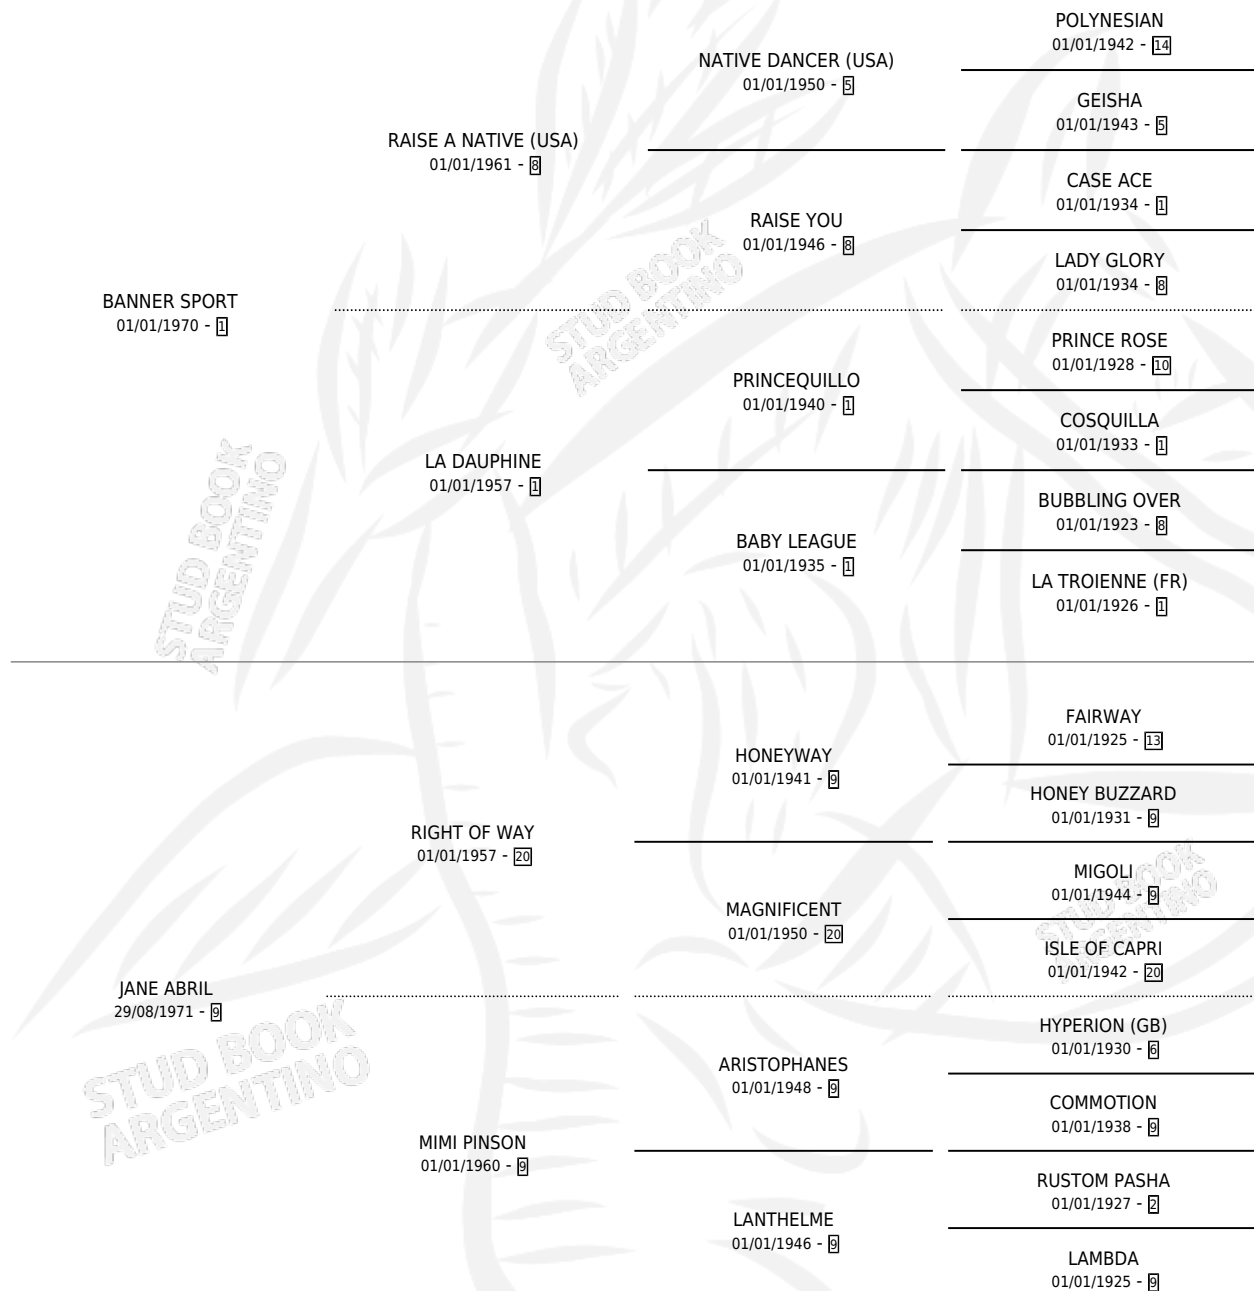 POLYNESIAN
01/01/1942 - 14
NATIVE DANCER (USA)
01/01/1950 - 5
GEISHA
01/01/1943 - 5
RAISE A NATIVE (USA)
01/01/1961 - 8
CASE ACE
01/01/1934 - 1
RAISE YOU
01/01/1946 - 8
LADY GLORY
01/01/1934 - 8
BANNER SPORT
01/01/1970 - 1
PRINCE ROSE
01/01/1928 - 10
PRINCEQUILLO
01/01/1940 - 1
COSQUILLA
01/01/1933 - 1
LA DAUPHINE
01/01/1957 - 1
BUBBLING OVER
01/01/1923 - 8
BABY LEAGUE
01/01/1935 - 1
LA TROIENNE (FR)
01/01/1926 - 1
FAIRWAY
01/01/1925 - 13
HONEYWAY
01/01/1941 - 9
HONEY BUZZARD
01/01/1931 - 9
RIGHT OF WAY
01/01/1957 - 20
MIGOLI
01/01/1944 - 9
MAGNIFICENT
01/01/1950 - 20
ISLE OF CAPRI
01/01/1942 - 20
JANE ABRIL
29/08/1971 - 9
HYPERION (GB)
01/01/1930 - 6
ARISTOPHANES
01/01/1948 - 9
COMMOTION
01/01/1938 - 9
MIMI PINSON
01/01/1960 - 9
RUSTOM PASHA
01/01/1927 - 2
LANTHELME
01/01/1946 - 9
LAMBDA
01/01/1925 - 9
STUD BOOK
ARGENTINO
STUD BOOK
ARGENTINO
STUD BOOK
ARGENTINO
STUD BOOK
ARGENTINO